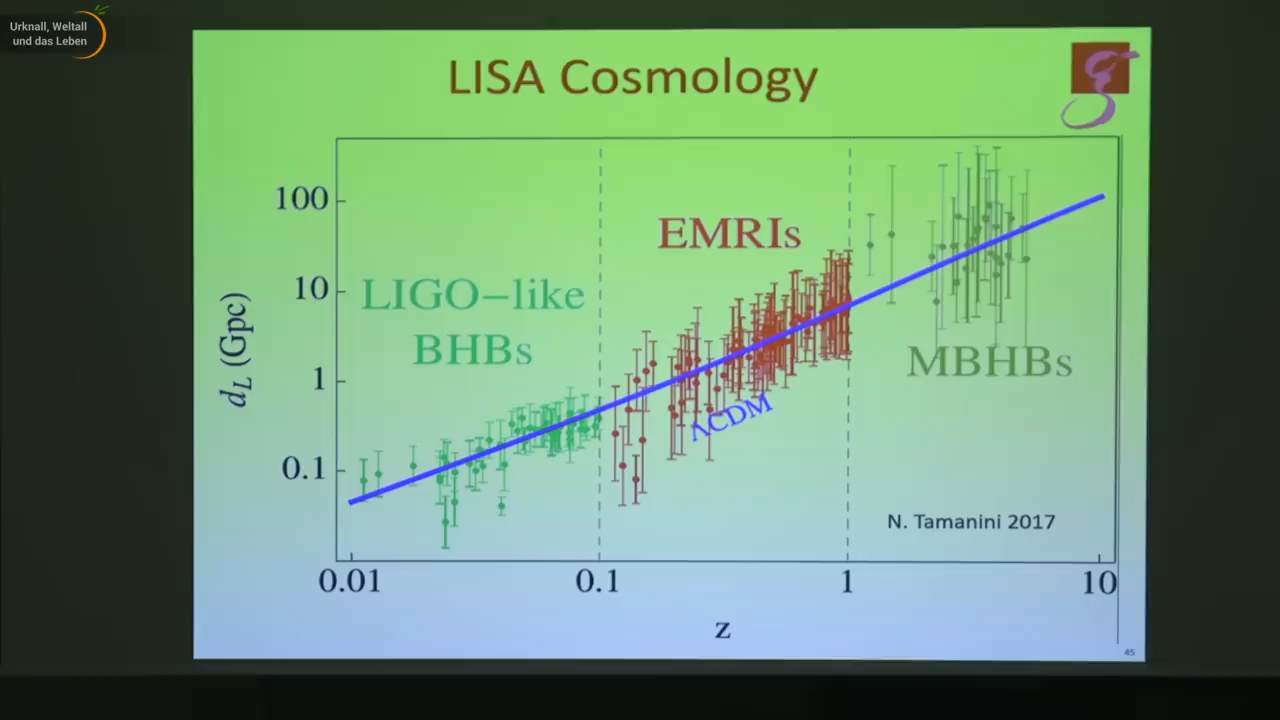 Urknall, Weltall
und das Leben
LISA Cosmology
g
100
10
1
0.1
d_L (Gpc)
LIGO–like
BHBs
EMRIs
MBHBs
ΛCDM
N. Tamanini 2017
0.01
0.1
1
10
z
45